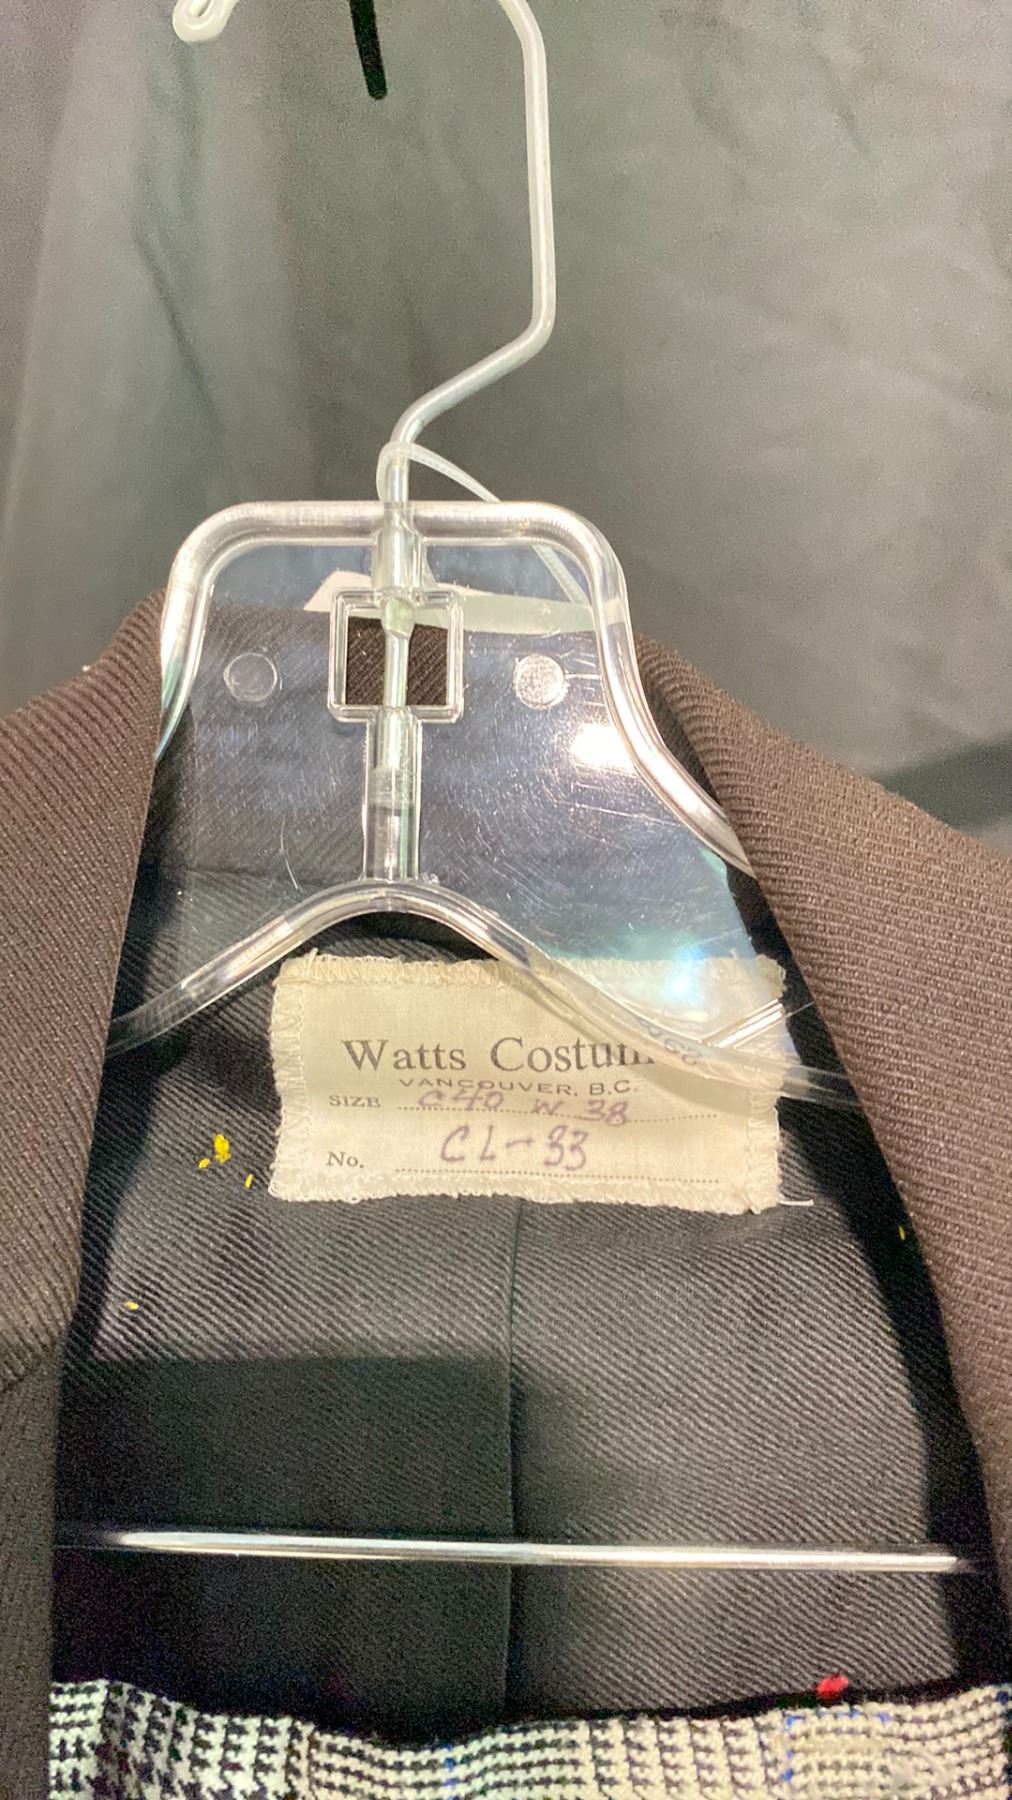 Watts Costum
VANCOUVER, B.C.
SIZE C40 W 38
No. CL-33